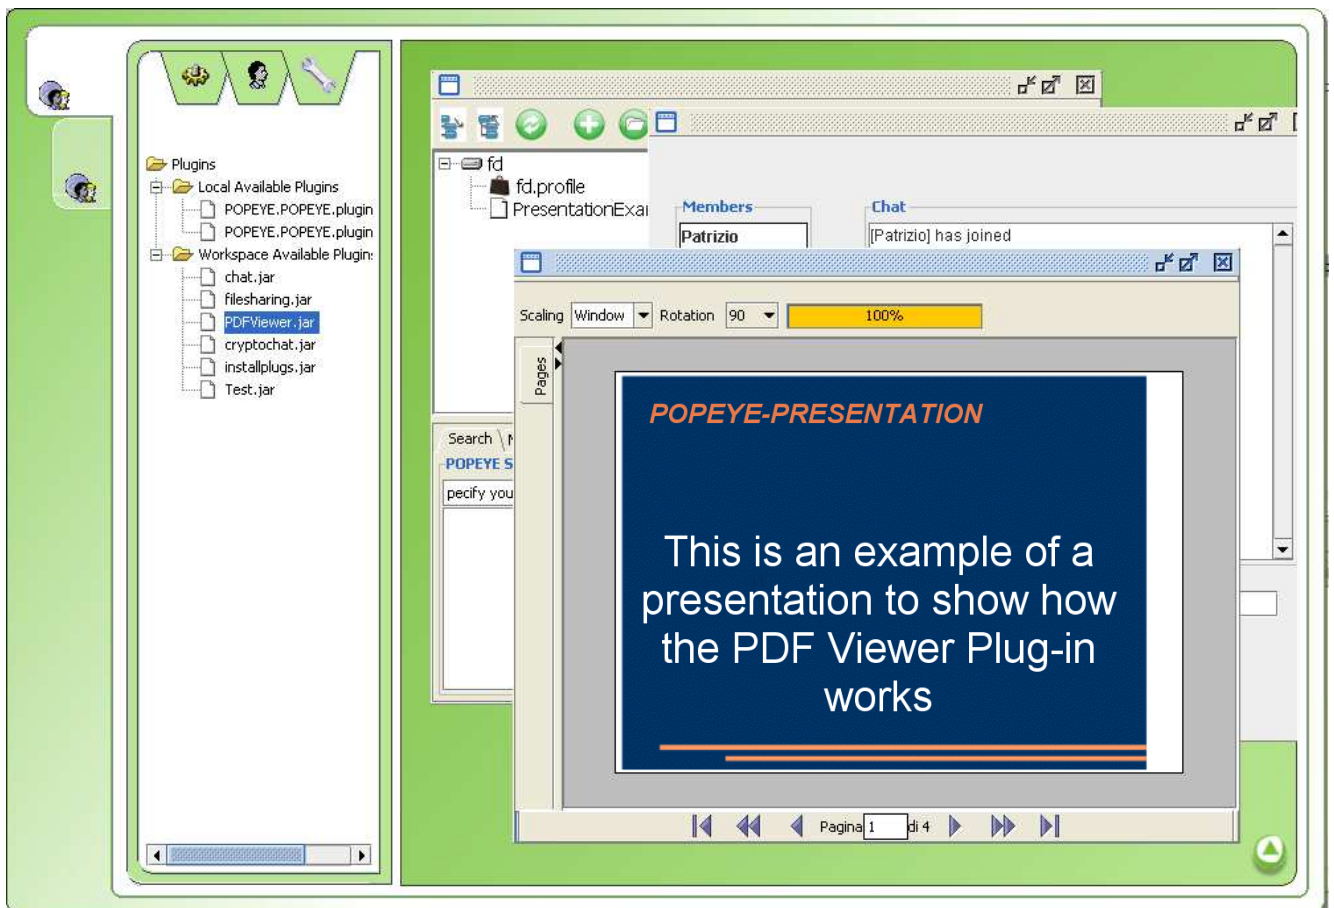 Plugins
Local Available Plugins
POPEYE.POPEYE.plugin
POPEYE.POPEYE.plugin
Workspace Available Plugin
chat.jar
filesharing.jar
PDFViewer.jar
cryptochat.jar
installplugs.jar
Test.jar
fd
fd.profile
PresentationExa
Search
POPEYE S
pecify you
Members
Patrizio
Chat
[Patrizio] has joined
Scaling Window Rotation 90 100%
Pages
POPEYE-PRESENTATION
This is an example of a
presentation to show how
the PDF Viewer Plug-in
works
Pagina 1 di 4